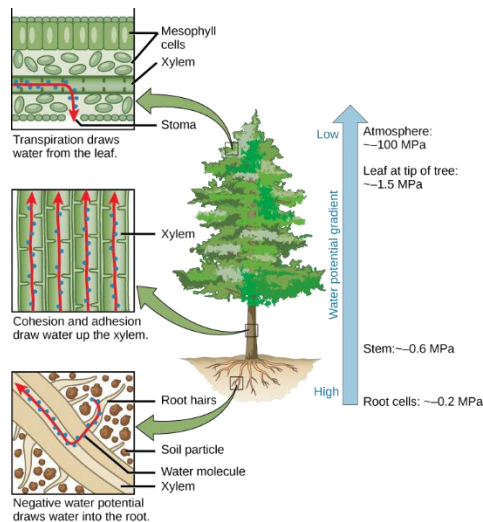 Mesophyll
cells
Xylem
Stoma
Transpiration draws
water from the leaf.
Xylem
Cohesion and adhesion
draw water up the xylem.
Root hairs
Soil particle
Water molecule
Xylem
Negative water potential
draws water into the root.
Low
Water potential gradient
High
Atmosphere:
~–100 MPa
Leaf at tip of tree:
~–1.5 MPa
Stem:~–0.6 MPa
Root cells: ~–0.2 MPa